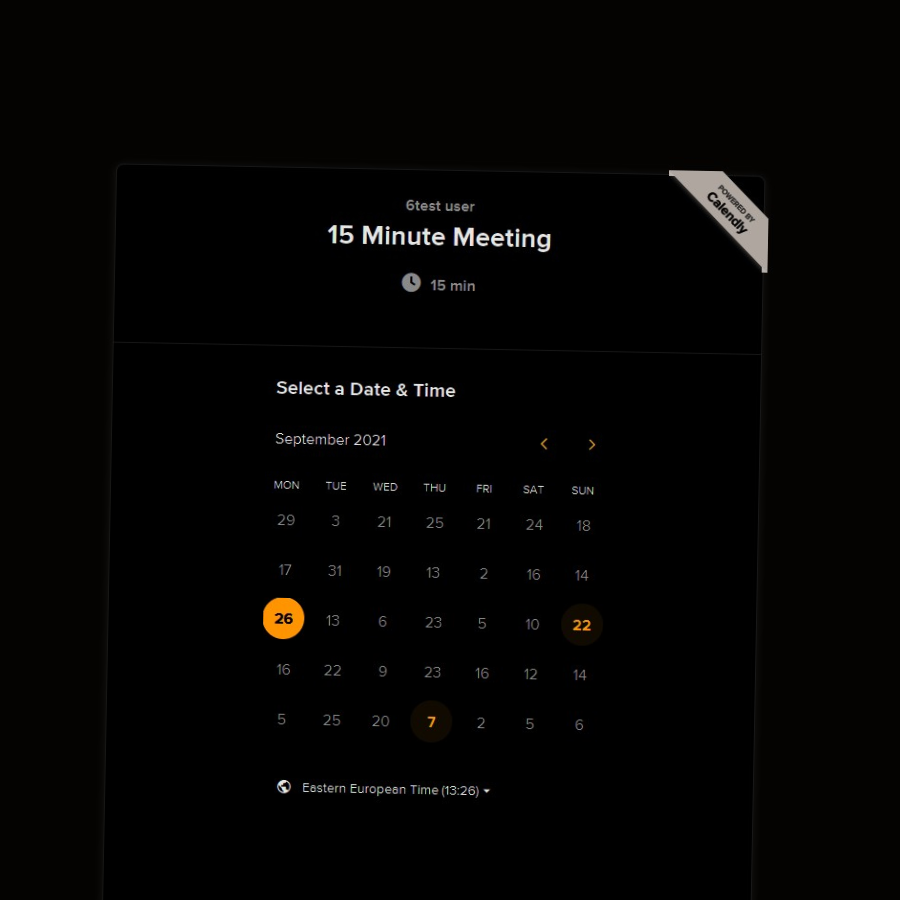 6test user
15 Minute Meeting
15 min
POWERED BY
Calendly
Select a Date & Time
September 2021
MON TUE WED THU FRI SAT SUN
29 3 21 25 21 24 18
17 31 19 13 2 16 14
26 13 6 23 5 10 22
16 22 9 23 16 12 14
5 25 20 7 2 5 6
Eastern European Time (13:26)